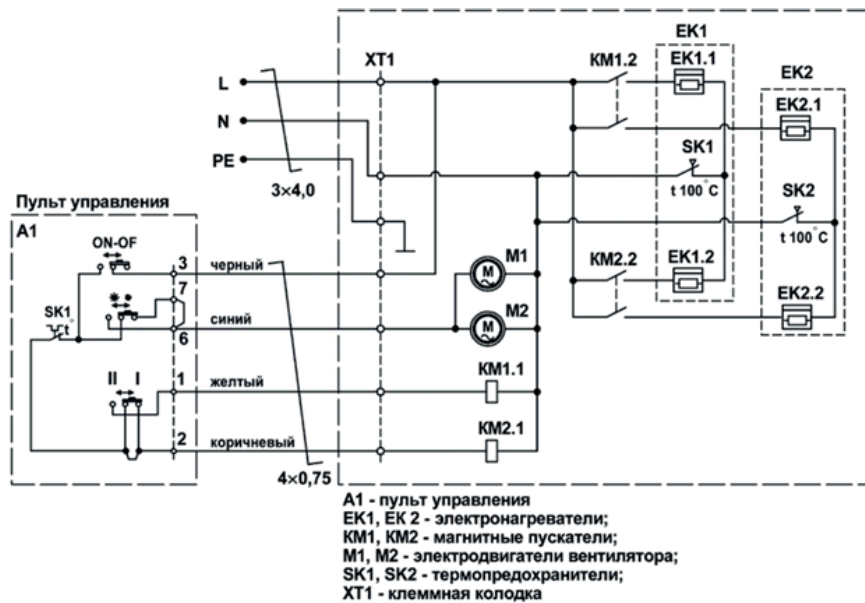 L
N
PE
3×4,0
XT1
KM1.2
EK1
EK1.1
EK2
EK2.1
SK1
t 100°C
SK2
t 100°C
KM2.2
EK1.2
EK2.2
M1
M
M2
M
KM1.1
KM2.1
Пульт управления
A1
ON-OF
3
черный
7
SK1
t°
6
синий
II
I
1
желтый
2
коричневый
4×0,75
A1 - пульт управления
EK1, EK 2 - электронагреватели;
KM1, KM2 - магнитные пускатели;
M1, M2 - электродвигатели вентилятора;
SK1, SK2 - термопредохранители;
XT1 - клеммная колодка